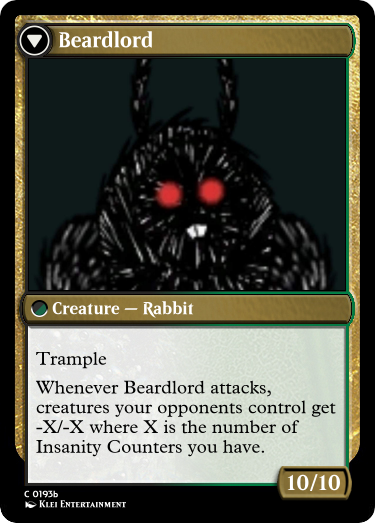 Beardlord
Creature — Rabbit
Trample
Whenever Beardlord attacks,
creatures your opponents control get
-X/-X where X is the number of
Insanity Counters you have.
10/10
C 0193b
Klei Entertainment